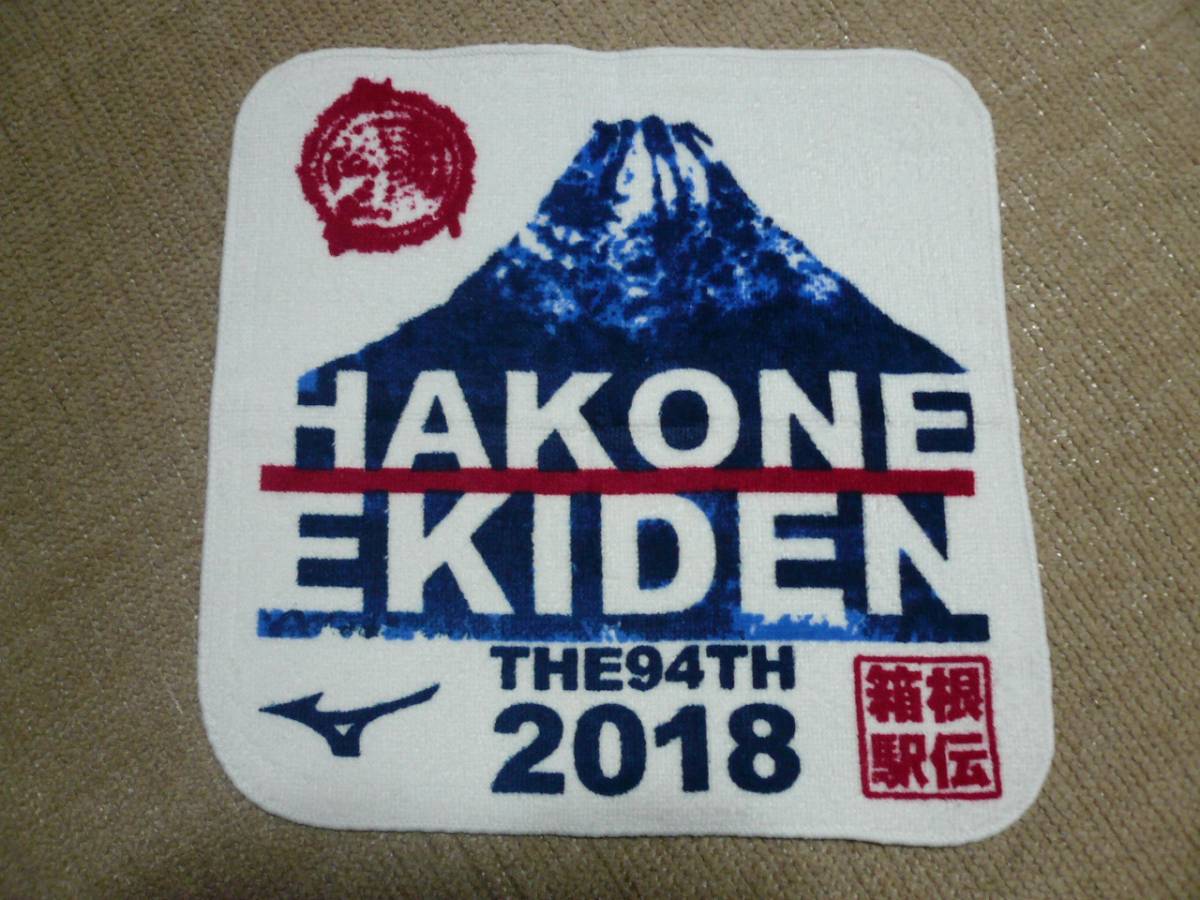 HAKONE
EKIDEN
THE94TH
2018
箱根
駅伝